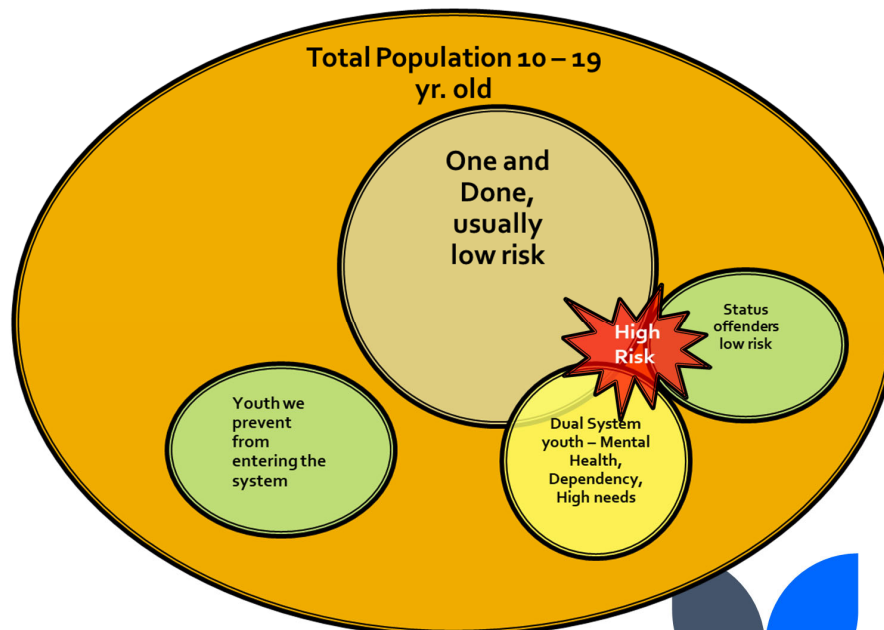 Total Population 10 – 19
yr. old
One and
Done,
usually
low risk
High
Risk
Status
offenders
low risk
Youth we
prevent
from
entering the
system
Dual System
youth – Mental
Health,
Dependency,
High needs